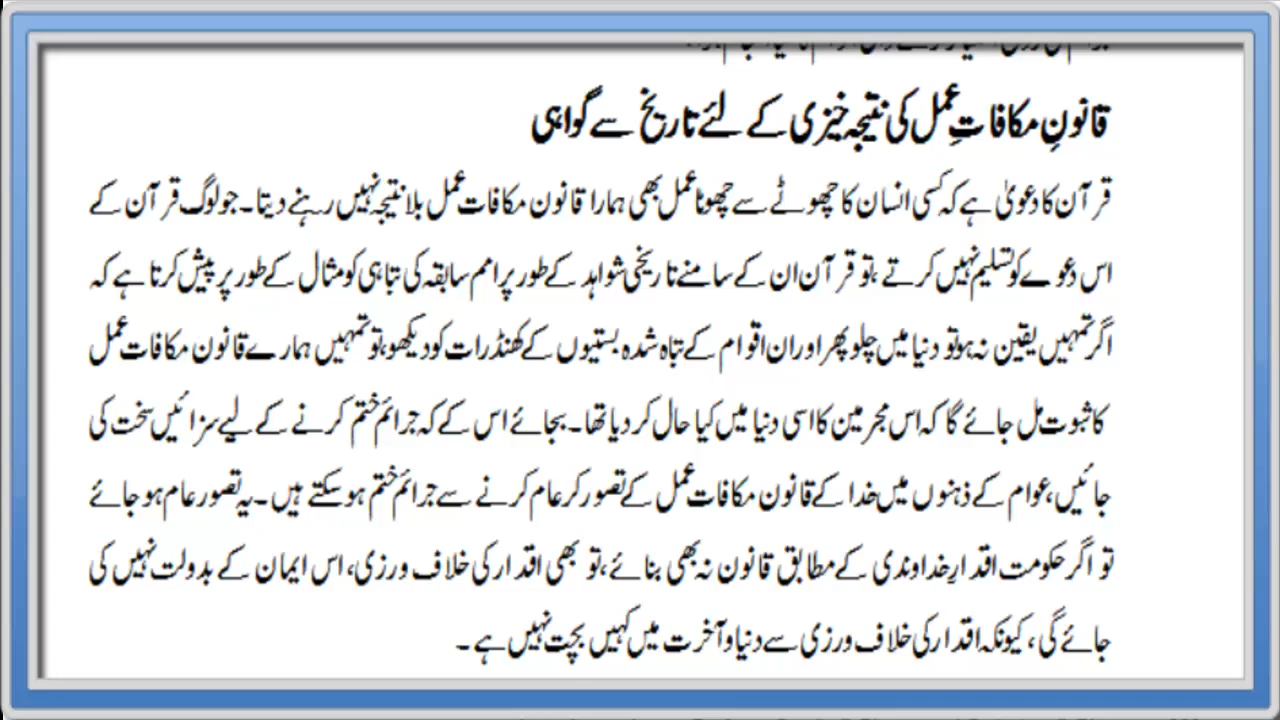 قانونِ مکافاتِ عمل کی نتیجہ خیزی کے لئے تاریخ سے گواہی
قرآن کا دعویٰ ہے کہ کسی انسان کا چھوٹے سے چھوٹا عمل بھی ہمارا قانون مکافات عمل بلا نتیجہ نہیں رہنے دیتا۔ جو لوگ قرآن کے
اس دعوے کو تسلیم نہیں کرتے ،تو قرآن ان کے سامنے تاریخی شواہد کے طور پر امم سابقہ کی تباہی کو مثال کے طور پر پیش کرتا ہے کہ
اگر تمہیں یقین نہ ہو تو دنیا میں چلو پھر اور ان اقوام کے تباہ شدہ بستیوں کے کھنڈرات کو دیکھو، تو تمہیں ہمارے قانون مکافات عمل
کا ثبوت مل جائے گا کہ اس مجرمین کا اسی دنیا میں کیا حال کر دیا تھا۔ بجائے اس کے کہ جرائم ختم کرنے کے لیے سزائیں سخت کی
جائیں، عوام کے ذہنوں میں خدا کے قانون مکافات عمل کے تصور کر عام کرنے سے جرائم ختم ہو سکتے ہیں۔ یہ تصور عام ہو جائے
تو اگر حکومت اقدارِ خداوندی کے مطابق قانون نہ بھی بنائے، تو بھی اقدار کی خلاف ورزی، اس ایمان کے بدولت نہیں کی
جائے گی، کیونکہ اقدار کی خلاف ورزی سے دنیا و آخرت میں کہیں بچت نہیں ہے ۔